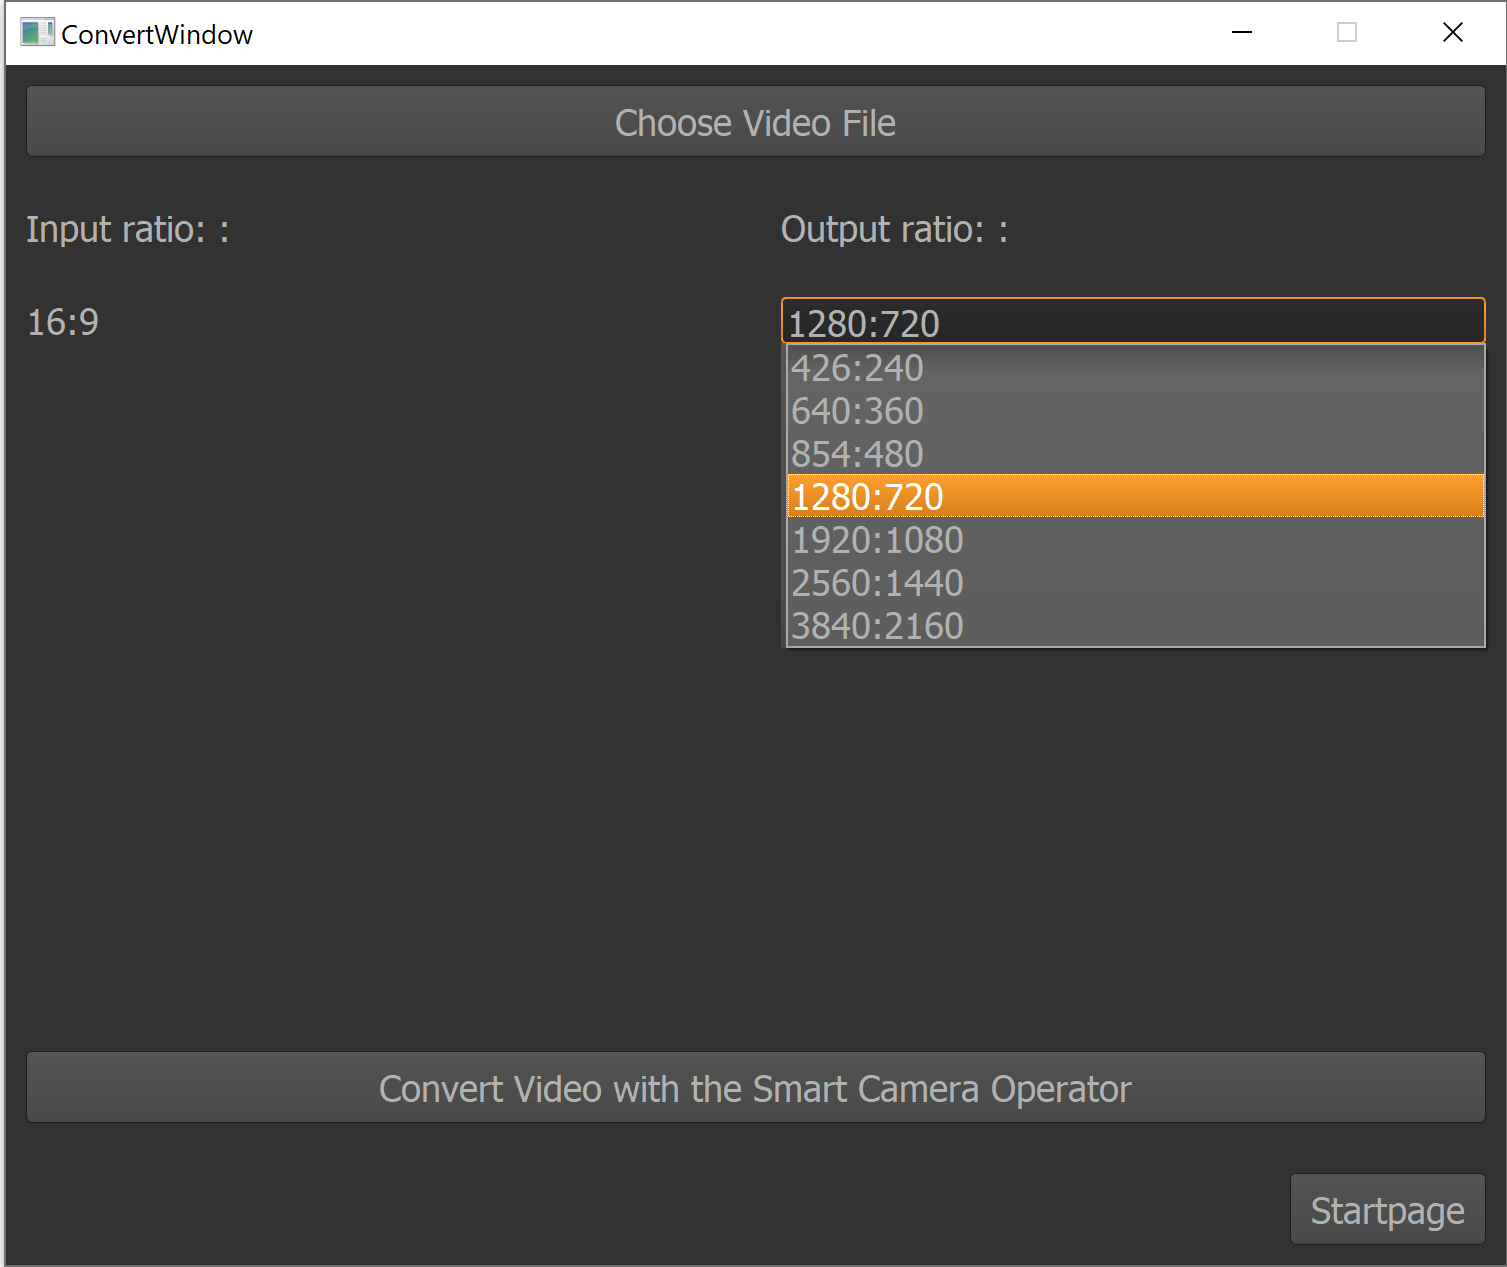 ConvertWindow
Choose Video File
Input ratio: :
Output ratio: :
16:9
1280:720
426:240
640:360
854:480
1280:720
1920:1080
2560:1440
3840:2160
Convert Video with the Smart Camera Operator
Startpage